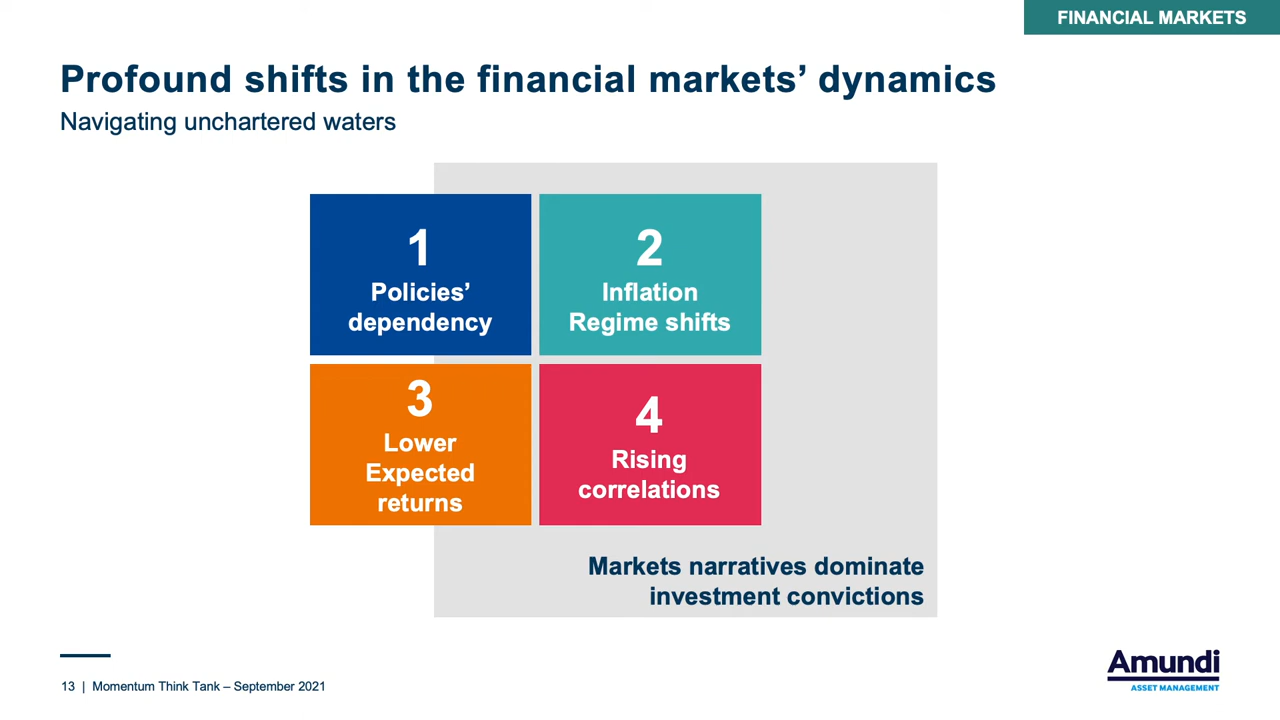 FINANCIAL MARKETS
Profound shifts in the financial markets’ dynamics
Navigating unchartered waters
1
Policies’
dependency
2
Inflation
Regime shifts
3
Lower
Expected
returns
4
Rising
correlations
Markets narratives dominate
investment convictions
13 | Momentum Think Tank – September 2021
Amundi
ASSET MANAGEMENT